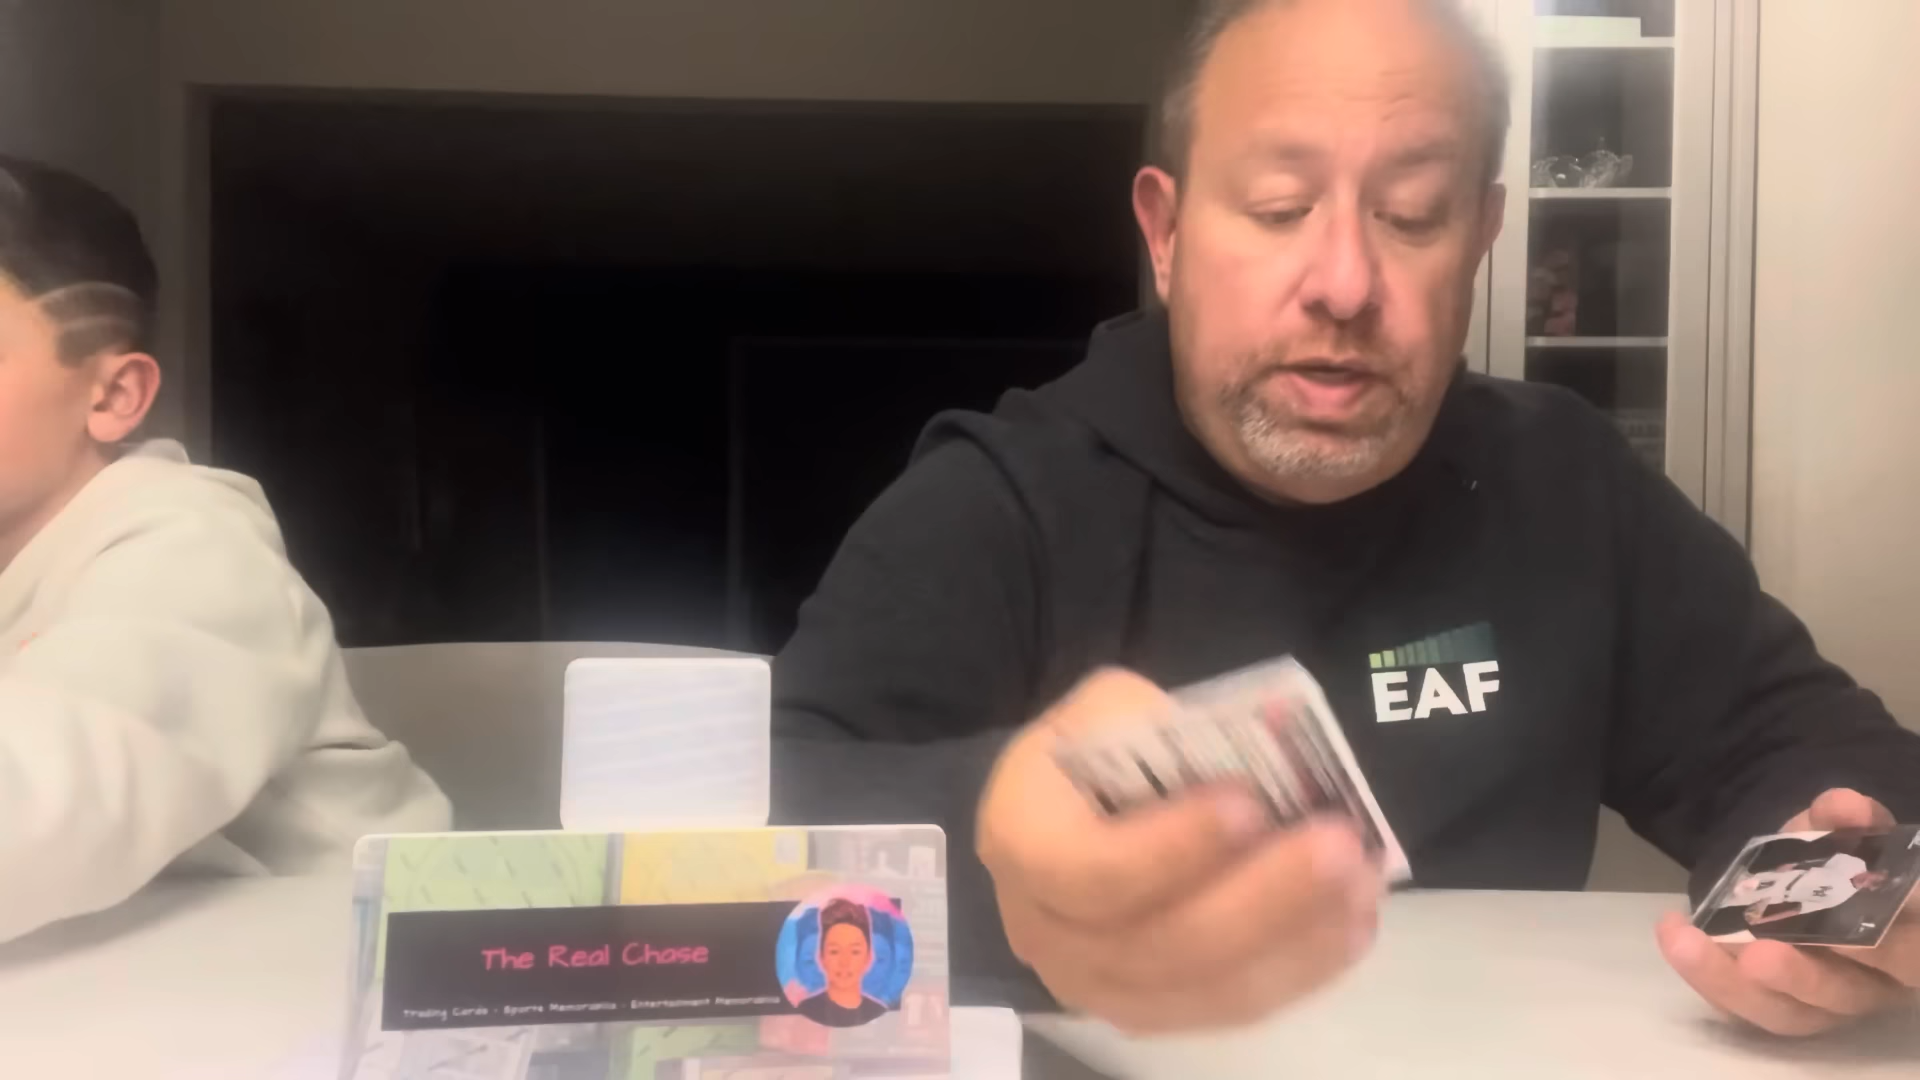 EAF
The Real Chase
Trading Cards - Sports Memorabilia - Entertainment Memorabilia